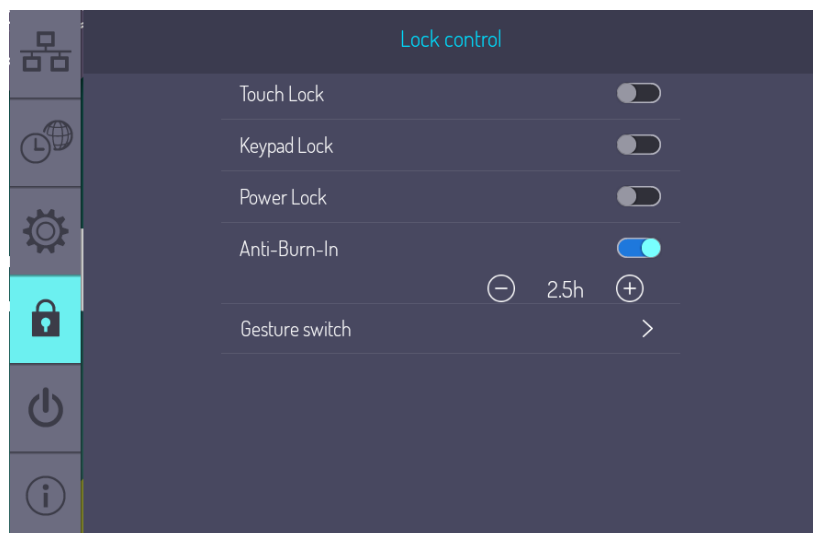 Lock control
Touch Lock
Keypad Lock
Power Lock
Anti-Burn-In
2.5h
Gesture switch